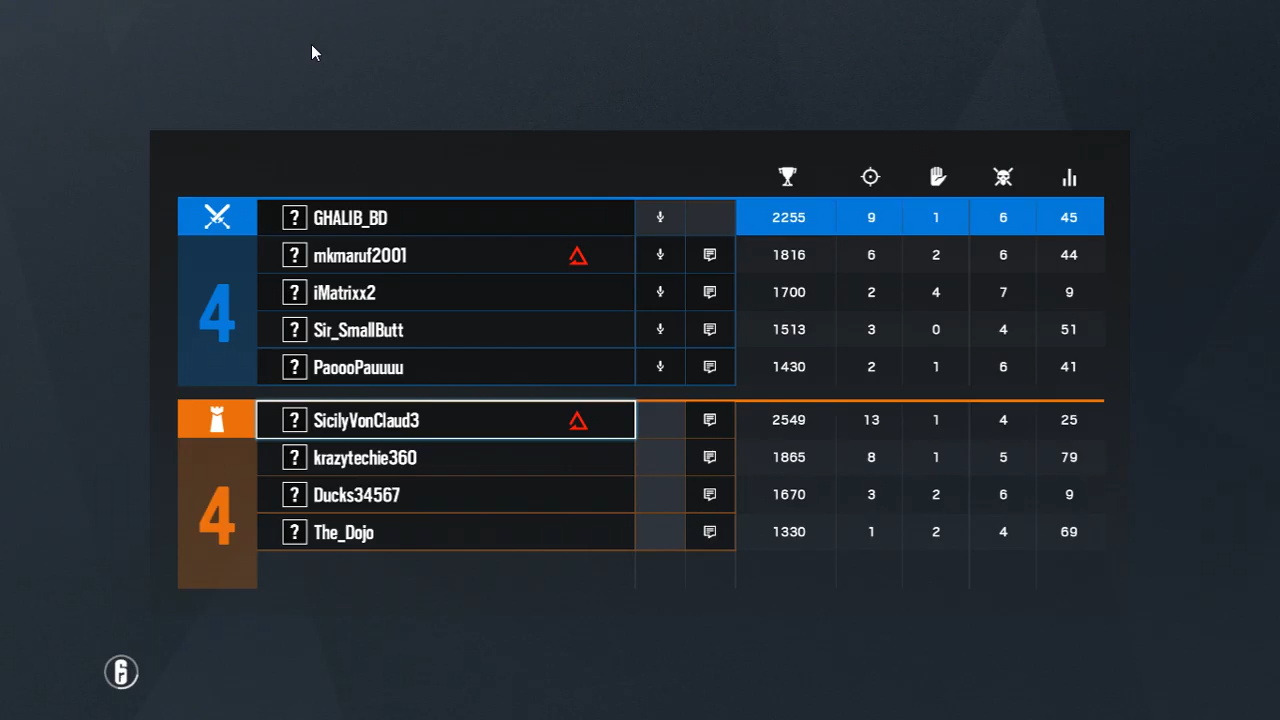 ? GHALIB_BD 2255 9 1 6 45
? mkmaruf2001 1816 6 2 6 44
4
? iMatrixx2 1700 2 4 7 9
? Sir_SmallButt 1513 3 0 4 51
? PaoooPauuuu 1430 2 1 6 41
? SicilyVonClaud3 2549 13 1 4 25
? krazytechie360 1865 8 1 5 79
4
? Ducks34567 1670 3 2 6 9
? The_Dojo 1330 1 2 4 69
6